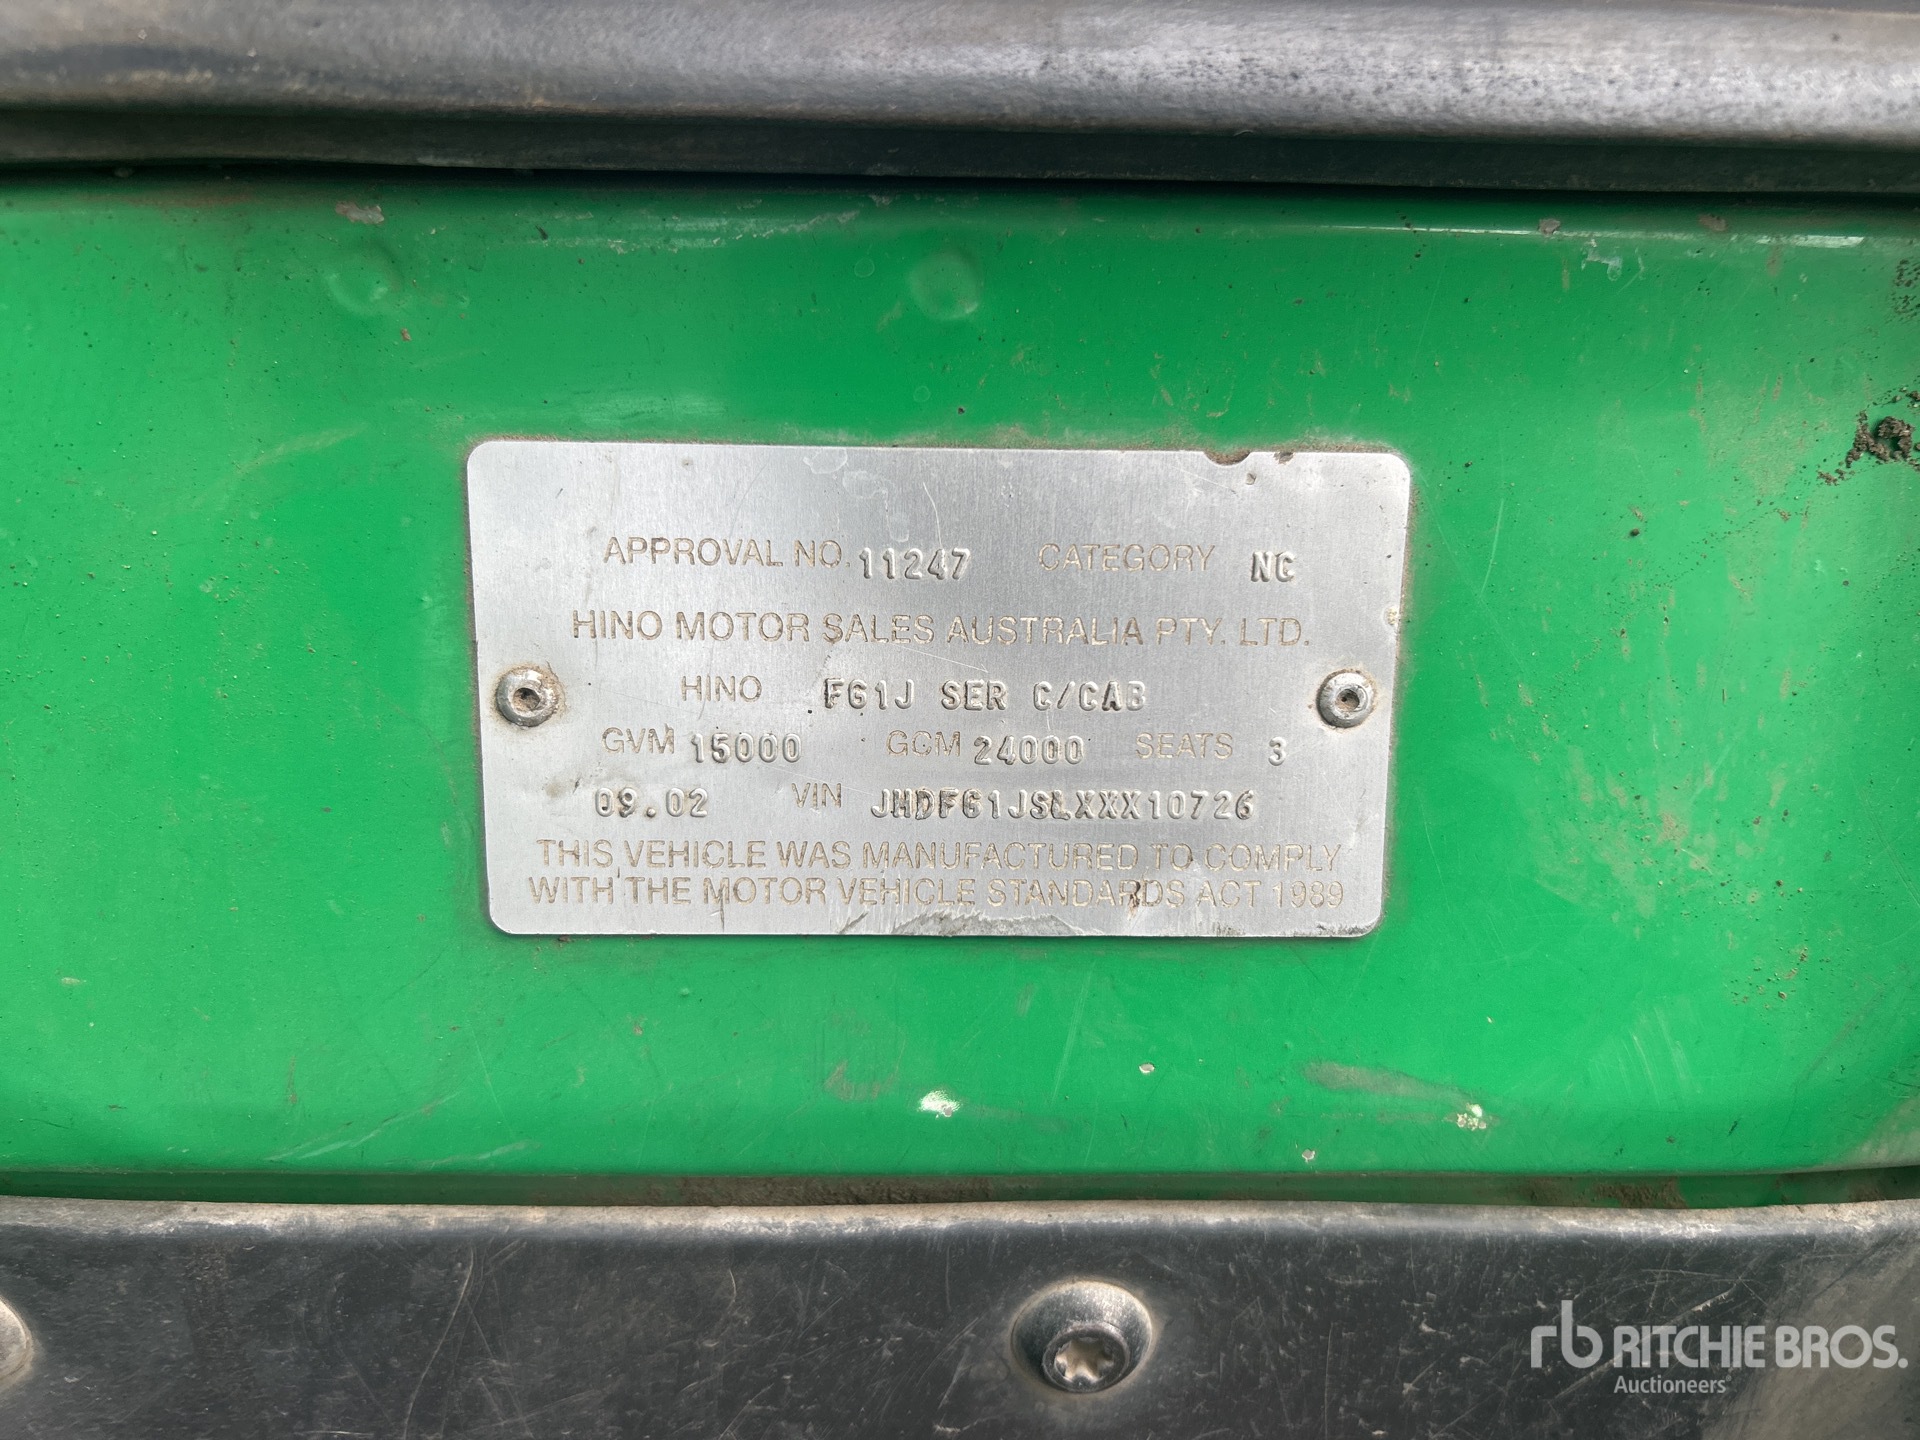 APPROVAL NO. 11247 CATEGORY NC
HINO MOTOR SALES AUSTRALIA PTY. LTD.
HINO FG1J SER C/CAB
GVM 15000 GCM 24000 SEATS 3
09.02 VIN JHDFG1JSLXXX10726
THIS VEHICLE WAS MANUFACTURED TO COMPLY
WITH THE MOTOR VEHICLE STANDARDS ACT 1989
rb RITCHIE BROS.
Auctioneers